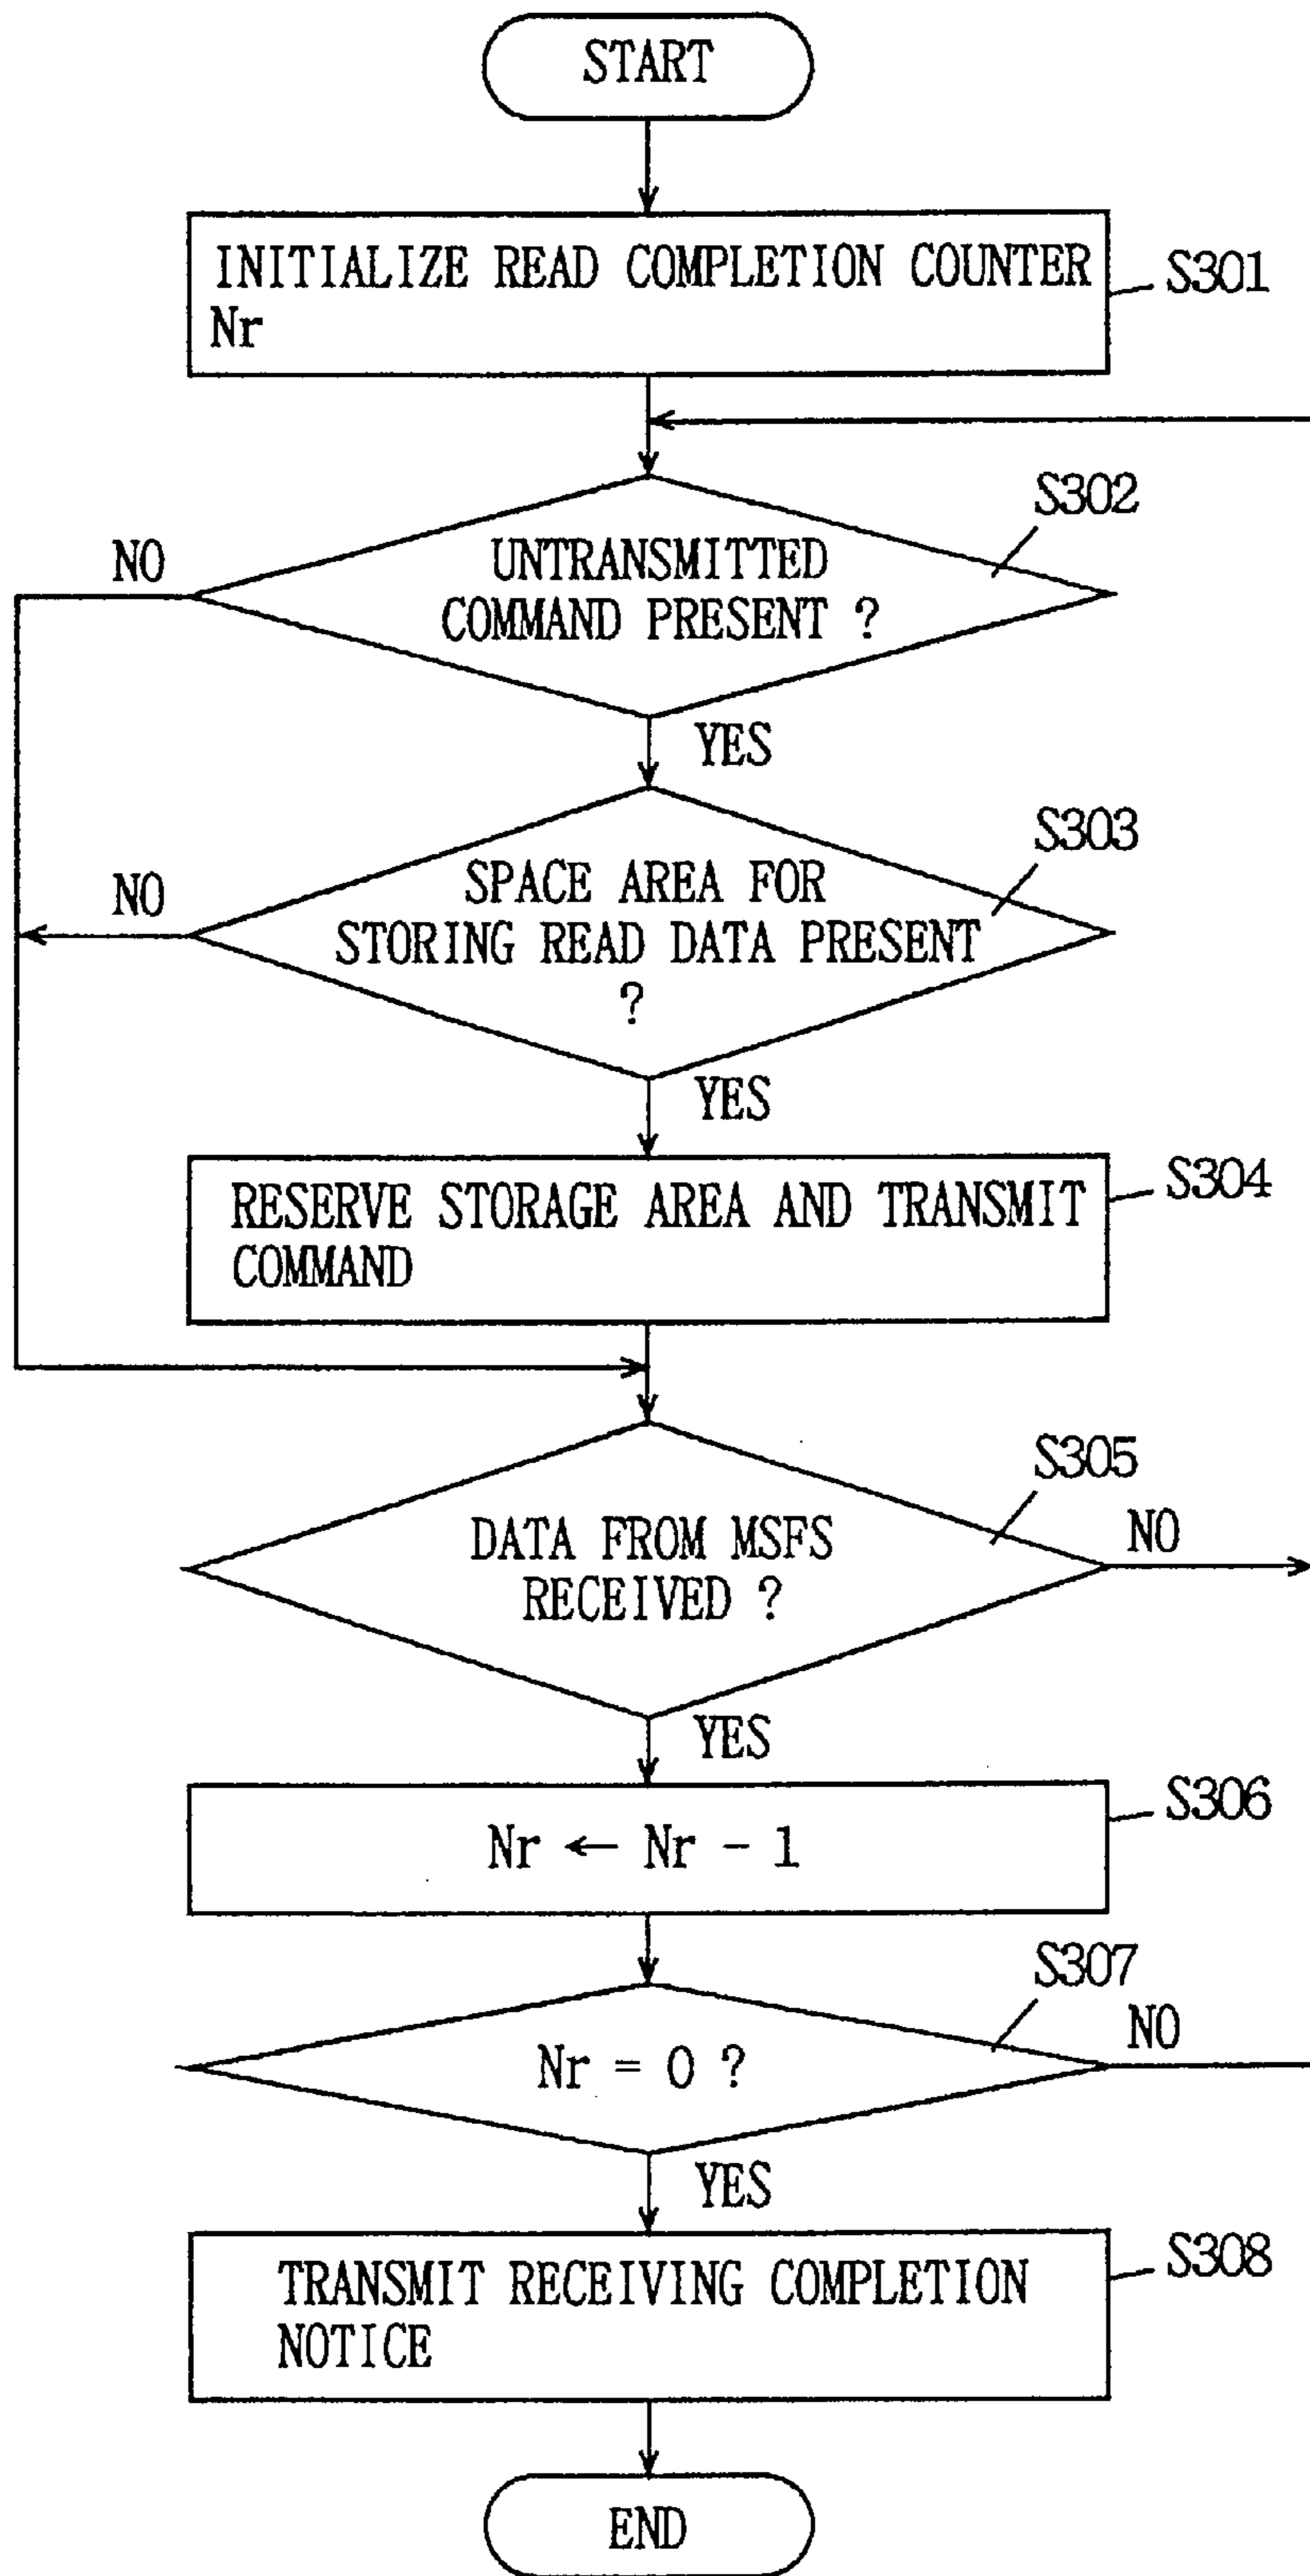 START
INITIALIZE READ COMPLETION COUNTER
Nr
S301
S302
NO
UNTRANSMITTED
COMMAND PRESENT ?
YES
S303
NO
SPACE AREA FOR
STORING READ DATA PRESENT
?
YES
S304
RESERVE STORAGE AREA AND TRANSMIT
COMMAND
S305
NO
DATA FROM MSFS
RECEIVED ?
YES
S306
Nr ← Nr - 1
S307
NO
Nr = 0 ?
YES
S308
TRANSMIT RECEIVING COMPLETION
NOTICE
END